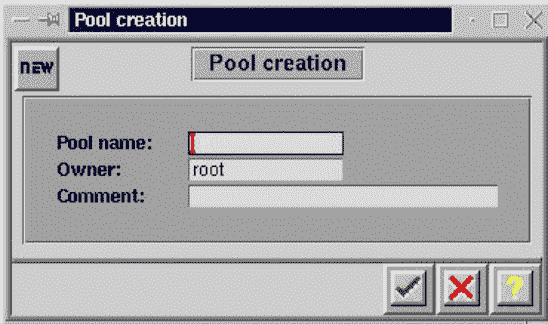 Pool creation
NEW
Pool creation
Pool name:
Owner: root
Comment:
?